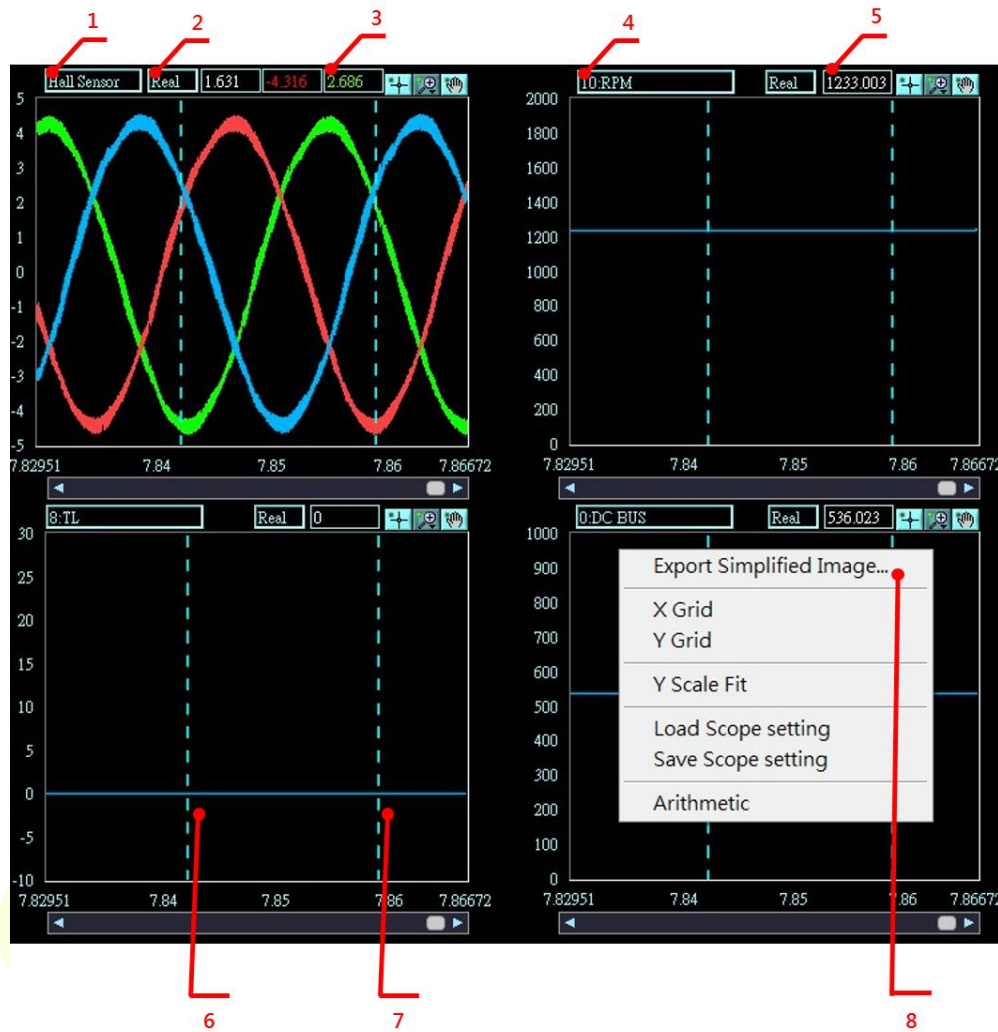 1 2 3 4 5
Hall Sensor Real 1.631 -4.316 2.686
5
4
3
2
1
0
-1
-2
-3
-4
-5
7.82951 7.84 7.85 7.86 7.86672
10:RPM Real 1233.003
2000
1800
1600
1400
1200
1000
800
600
400
200
0
7.82951 7.84 7.85 7.86 7.86672
8:TL Real 0
30
25
20
15
10
5
0
-5
-10
7.82951 7.84 7.85 7.86 7.86672
0:DC BUS Real 536.023
1000
900
800
700
600
500
400
300
200
100
0
7.82951 7.84 7.85 7.86 7.86672
Export Simplified Image...
X Grid
Y Grid
Y Scale Fit
Load Scope setting
Save Scope setting
Arithmetic
6 7 8